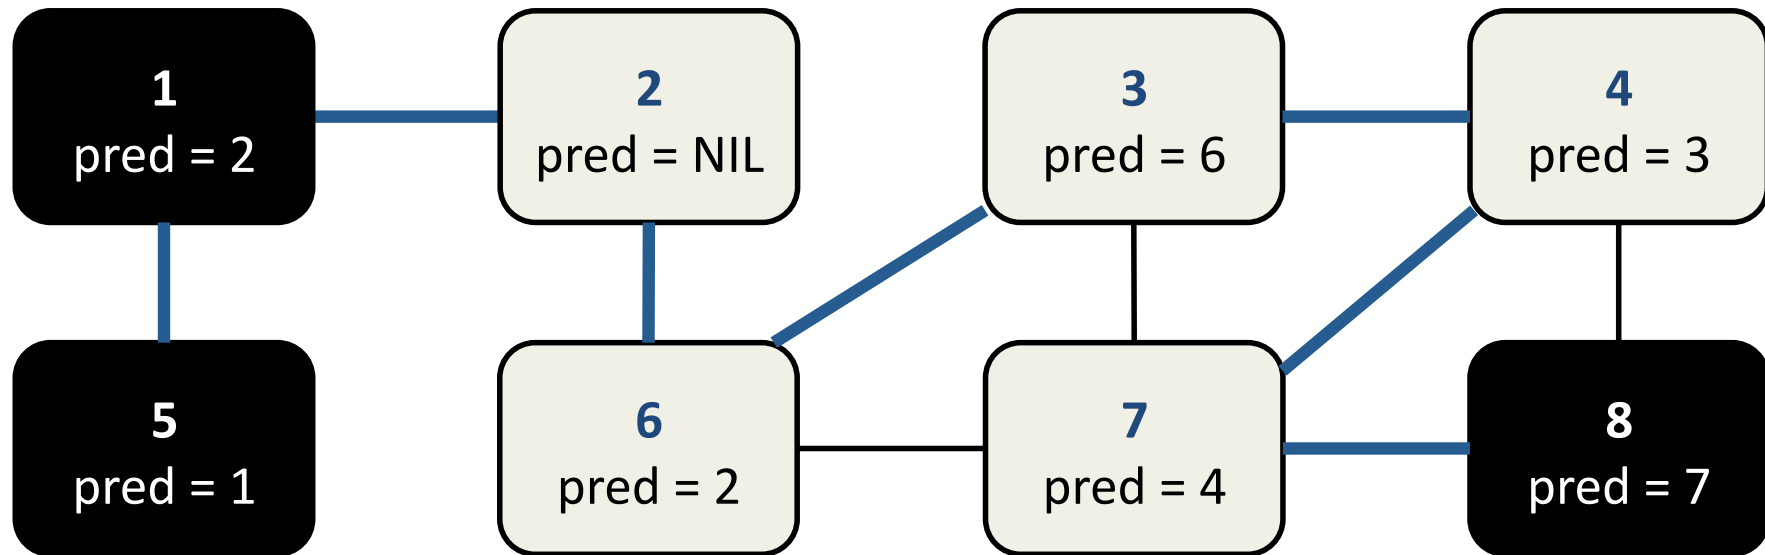 1
pred = 2
2
pred = NIL
3
pred = 6
4
pred = 3
5
pred = 1
6
pred = 2
7
pred = 4
8
pred = 7